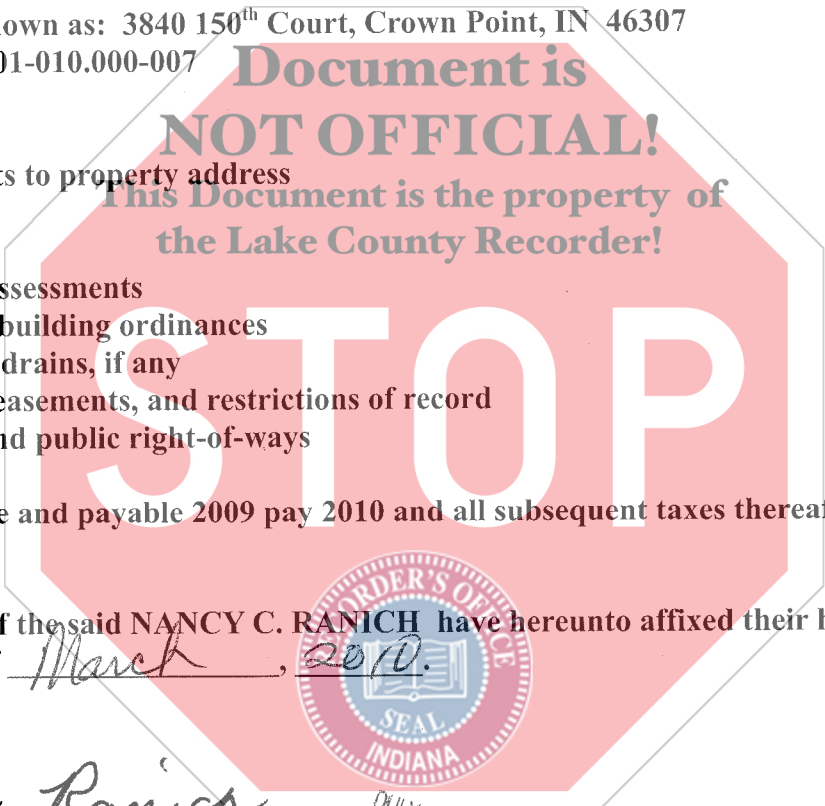 own as: 3840 150th Court, Crown Point, IN 46307
01-010.000-007
Document is
NOT OFFICIAL!
ts to property address
This Document is the property of
the Lake County Recorder!
ssessments
building ordinances
drains, if any
easements, and restrictions of record
nd public right-of-ways
STOP
e and payable 2009 pay 2010 and all subsequent taxes thereaf
f the said NANCY C. RANICH have hereunto affixed their h
March, 2010.
RECORDER'S OFFICE
SEAL
INDIANA
Ranich